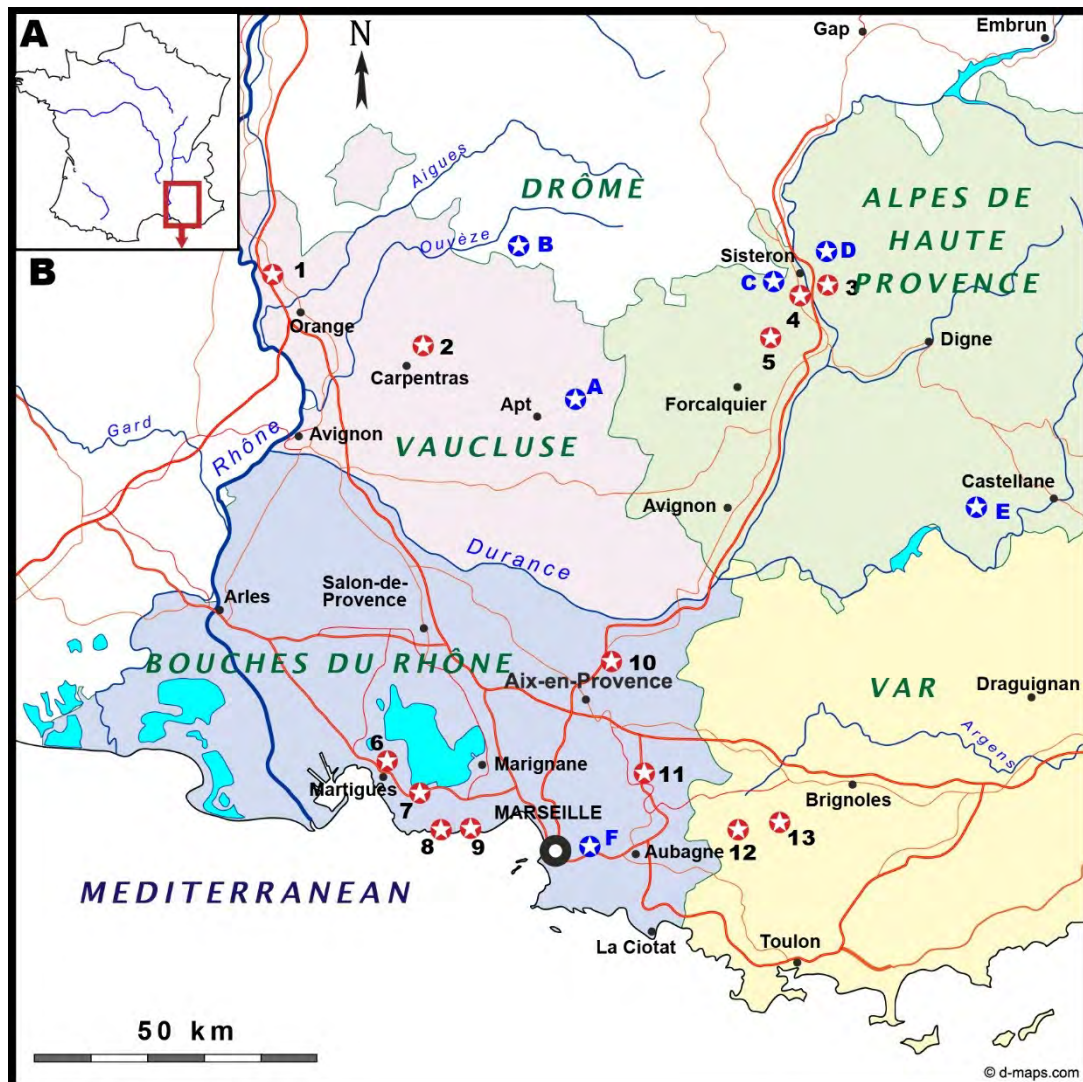 A
N
Gap
Embrun
Aigues
DRÔME
ALPES DE
HAUTE
PROVENCE
Ouvèze
B
B
Sisteron
D
C
3
4
1
Orange
2
Carpentras
5
Digne
A
Apt
Forcalquier
Gard
Rhône
Avignon
VAUCLUSE
Castellane
E
Avignon
Durance
Salon-de-
Provence
Arles
BOUCHES DU RHÔNE
10
Aix-en-Provence
VAR
Draguignan
Argens
6
Marignane
11
Martigues
7
Brignoles
MARSEILLE
8
9
F
Aubagne
12
13
MEDITERRANEAN
La Ciotat
Toulon
50 km
© d-maps.com